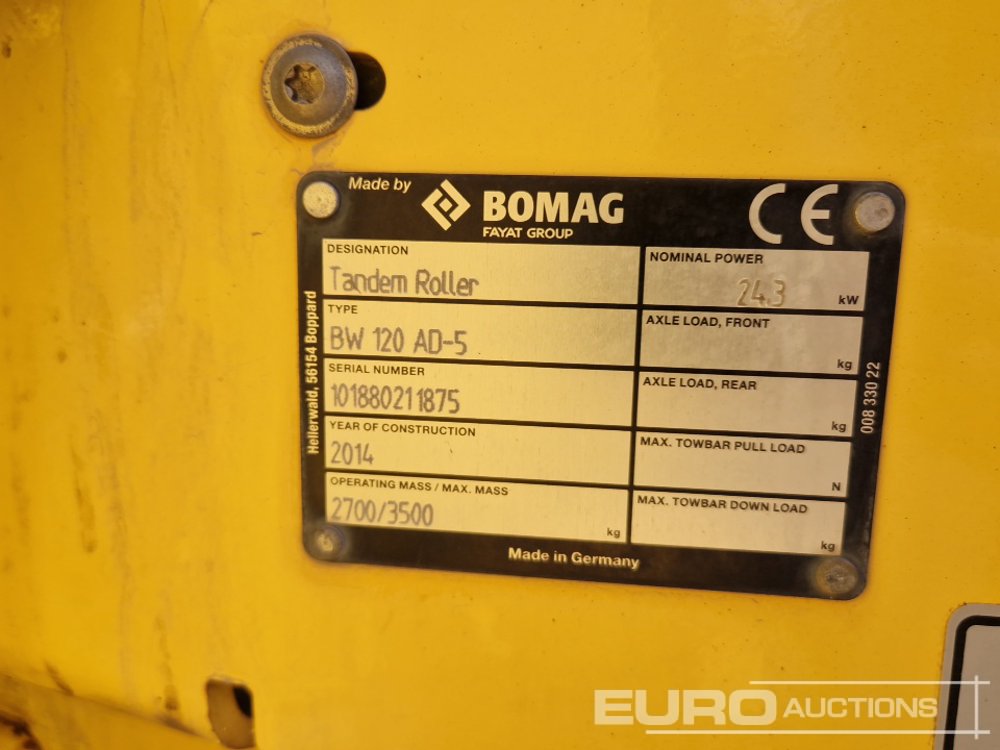 Made by
BOMAG
FAYAT GROUP
CE
DESIGNATION
Tandem Roller
TYPE
BW 120 AD-5
SERIAL NUMBER
101880211875
YEAR OF CONSTRUCTION
2014
OPERATING MASS / MAX. MASS
2700/3500 kg
NOMINAL POWER
24.3 kW
AXLE LOAD, FRONT
kg
AXLE LOAD, REAR
kg
MAX. TOWBAR PULL LOAD
N
MAX. TOWBAR DOWN LOAD
kg
Made in Germany
Hellerwald, 56154 Boppard
008 330 22
EURO AUCTIONS